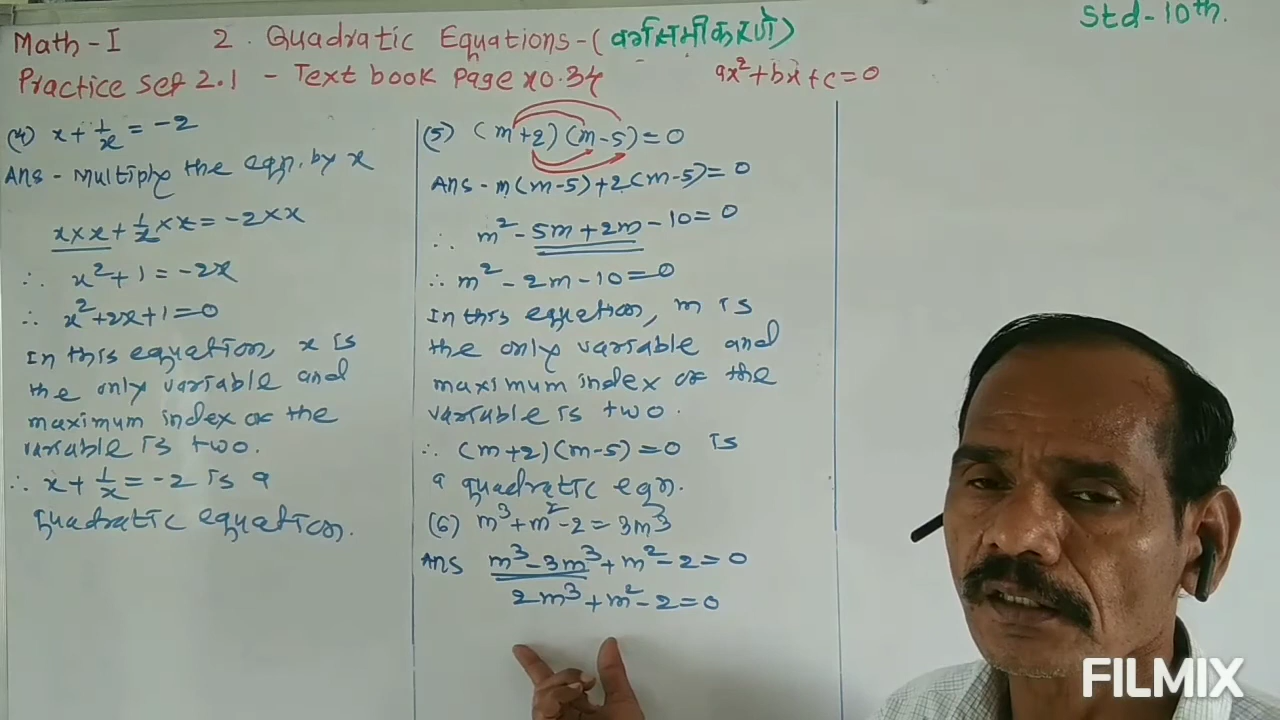 Std-10th.
Math-I 2. Quadratic Equations-(वर्गसमीकरणे)
Practice Set 2.1 - Text book Page No.34 ax²+bx+c=0
(4) x+1/x=-2
Ans - Multiply the eqn. by x
x×x+1/x×x=-2×x
∴ x²+1=-2x
∴ x²+2x+1=0
In this equation, x is
the only variable and
maximum index of the
variable is two.
∴ x+1/x=-2 is a
quadratic equation.
(5) (m+2)(m-5)=0
Ans - m(m-5)+2(m-5)=0
∴ m²-5m+2m-10=0
∴ m²-2m-10=0
In this equation, m is
the only variable and
maximum index of the
variable is two.
∴ (m+2)(m-5)=0 is
a quadratic eqn.
(6) m³+m²-2=3m³
Ans m³-3m³+m²-2=0
2m³+m²-2=0
FILMIX